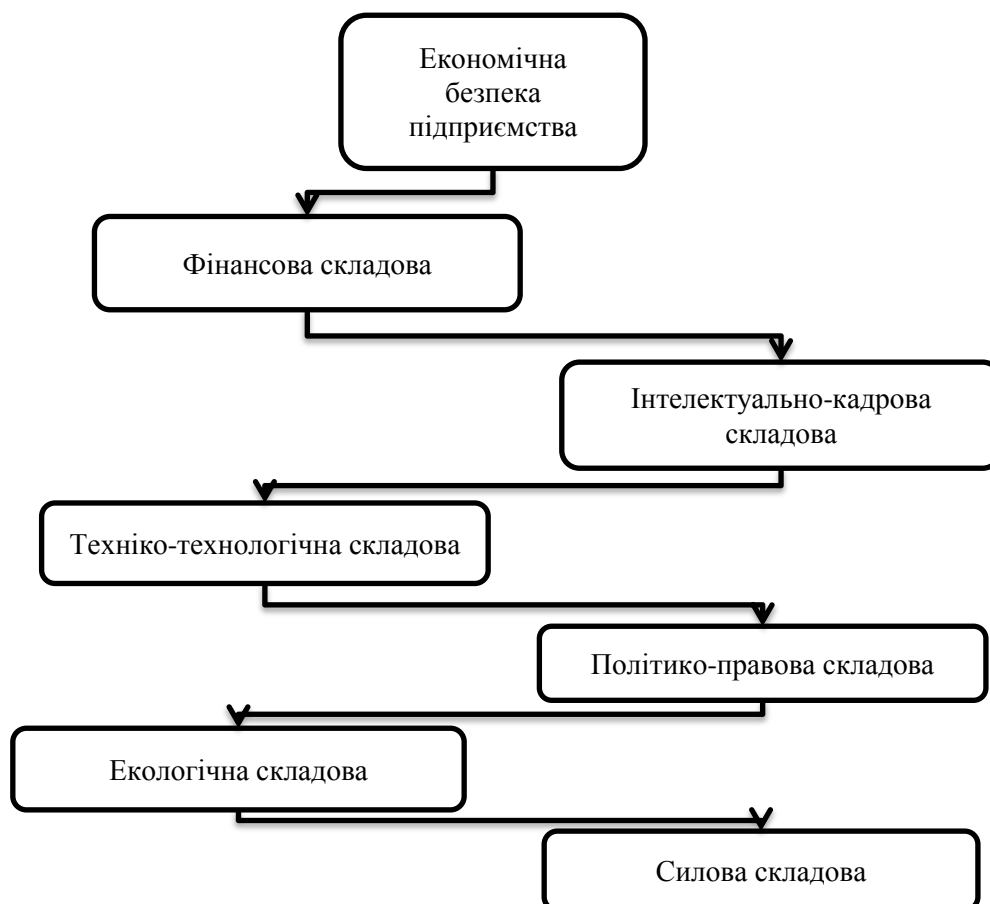 Економічна
безпека
підприємства
Фінансова складова
Інтелектуально-кадрова
складова
Техніко-технологічна складова
Політико-правова складова
Екологічна складова
Силова складова